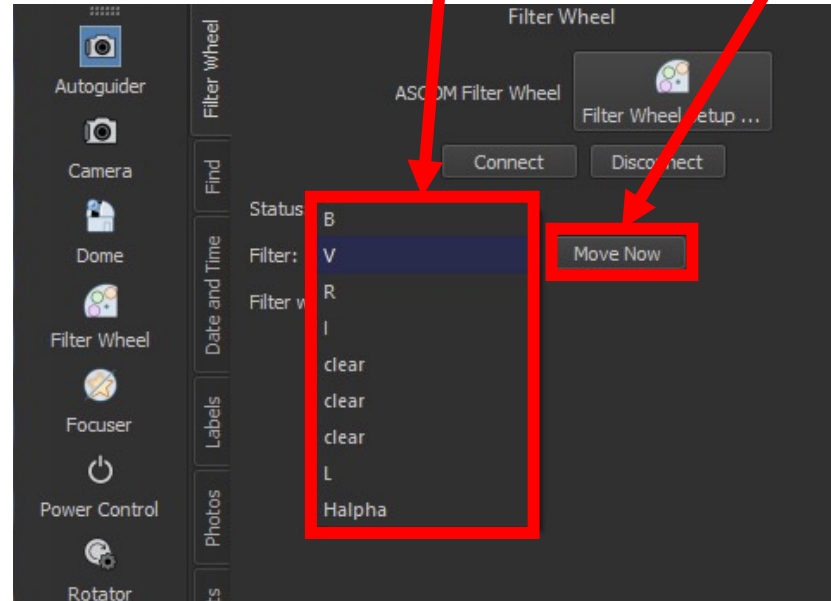 Autoguider
Camera
Dome
Filter Wheel
Focuser
Power Control
Rotator
Filter Wheel
Find
Date and Time
Labels
Photos
Filter Wheel
ASCOM Filter Wheel
Filter Wheel Setup ...
Connect
Disconnect
Status
Filter:
Filter w
B
V
R
I
clear
clear
clear
L
Halpha
Move Now